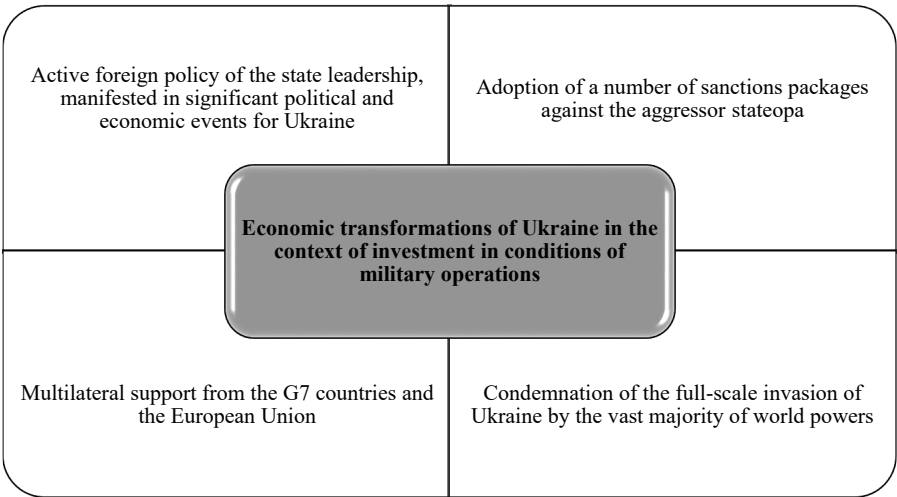 Active foreign policy of the state leadership,
manifested in significant political and
economic events for Ukraine
Adoption of a number of sanctions packages
against the aggressor stateopa
Economic transformations of Ukraine in the
context of investment in conditions of
military operations
Multilateral support from the G7 countries and
the European Union
Condemnation of the full-scale invasion of
Ukraine by the vast majority of world powers